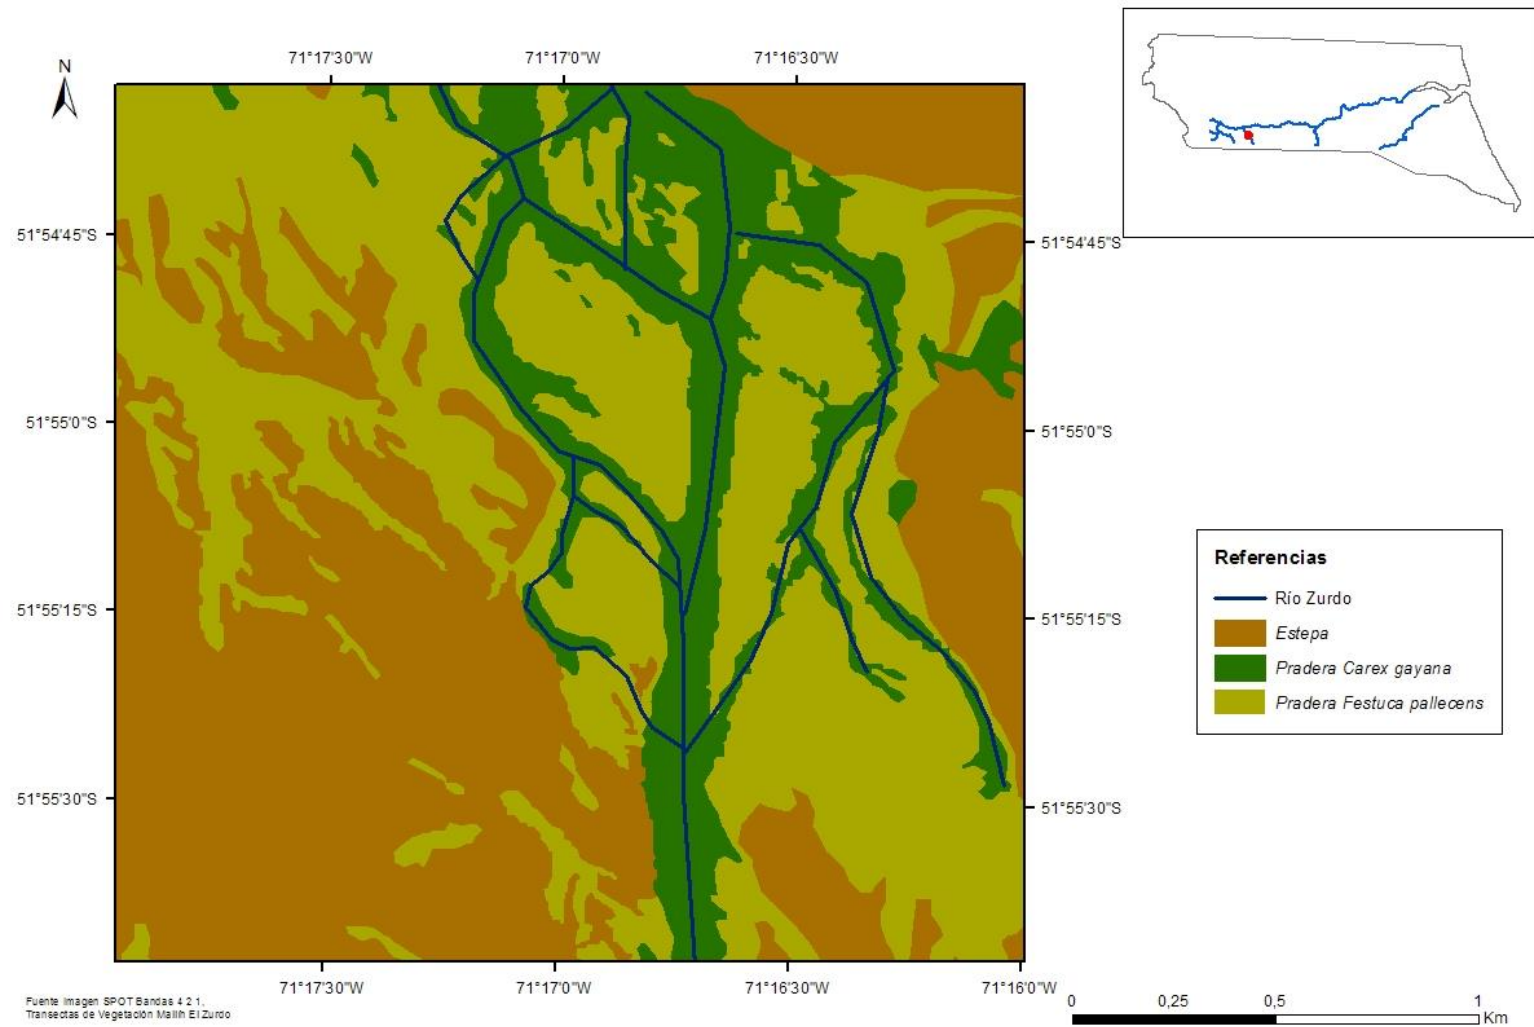 N
71°17'30"W
71°17'0"W
71°16'30"W
51°54'45"S
51°54'45"S
51°55'0"S
51°55'0"S
51°55'15"S
51°55'15"S
51°55'30"S
51°55'30"S
Referencias
Río Zurdo
Estepa
Pradera Carex gayana
Pradera Festuca pallecens
71°17'30"W
71°17'0"W
71°16'30"W
71°16'0"W
Fuente Imagen SPOT Bandas 4 2 1,
Transectas de Vegetación Mallín El Zurdo
0 0,25 0,5 1
Km